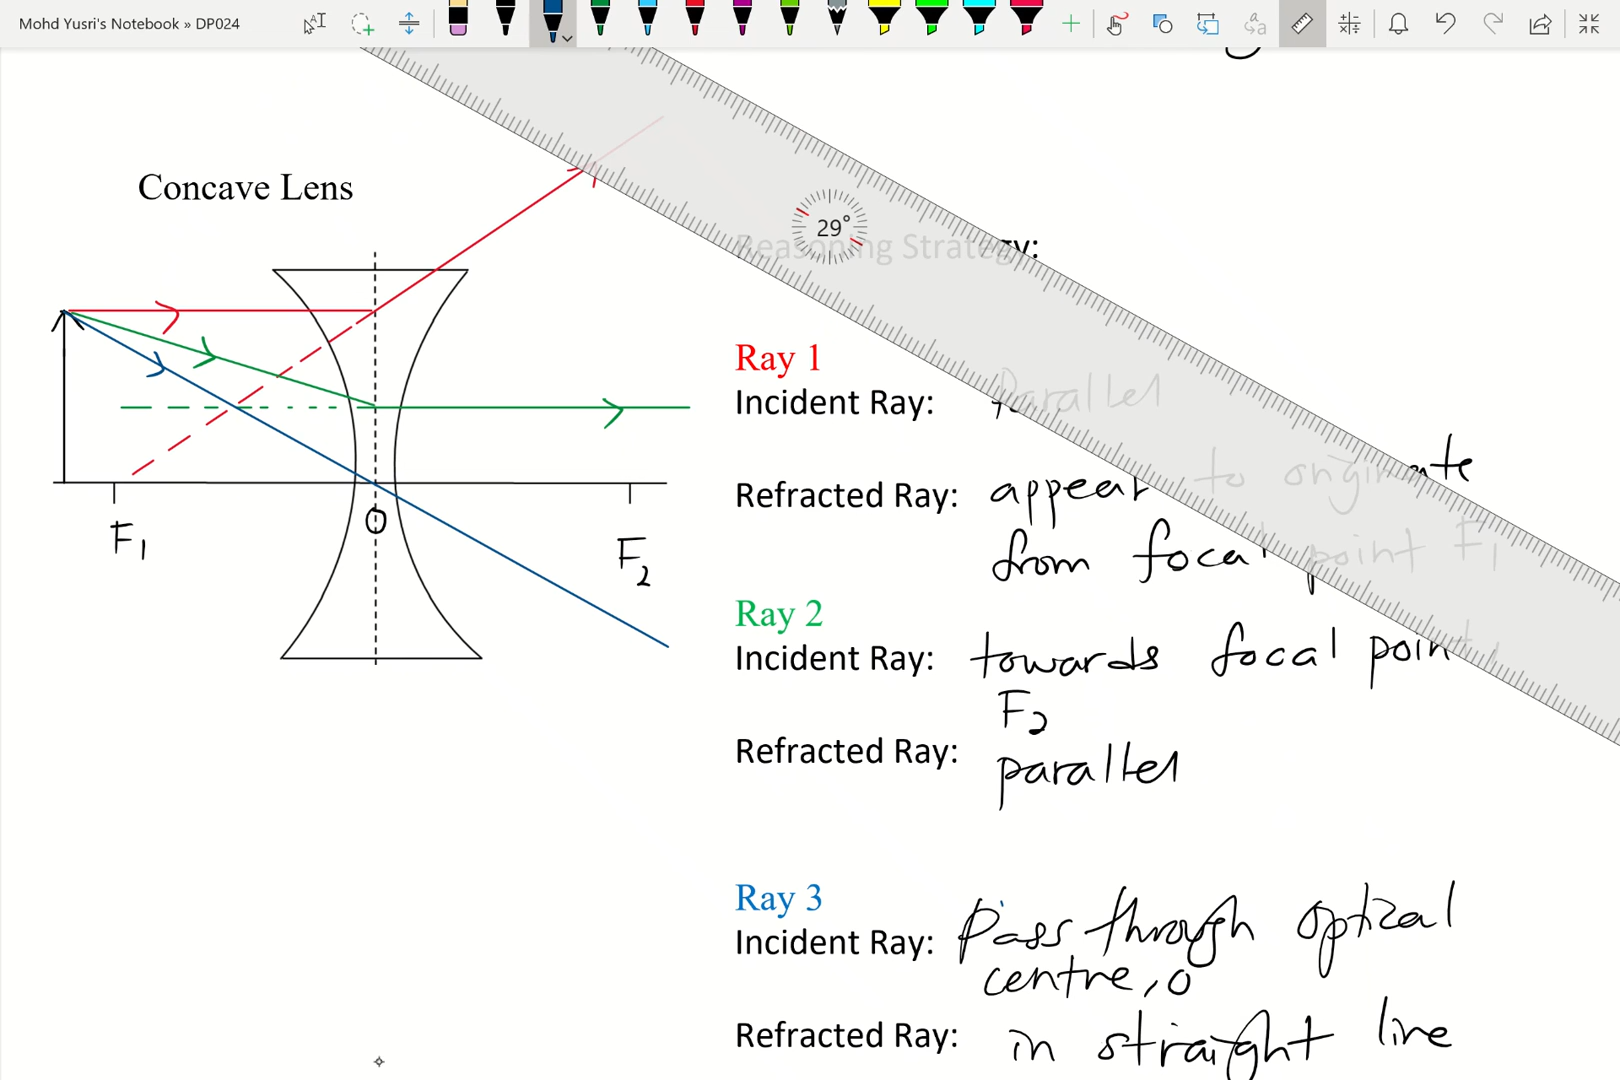 Mohd Yusri's Notebook » DP024
Concave Lens
29°
Reasoning Strategy:
Ray 1
Incident Ray: Parallel
Refracted Ray: appear to originate
from focal point F1
Ray 2
Incident Ray: towards focal point
F2
Refracted Ray: parallel
Ray 3
Incident Ray: Pass through optical
centre, O
Refracted Ray: in straight line
F1
O
F2